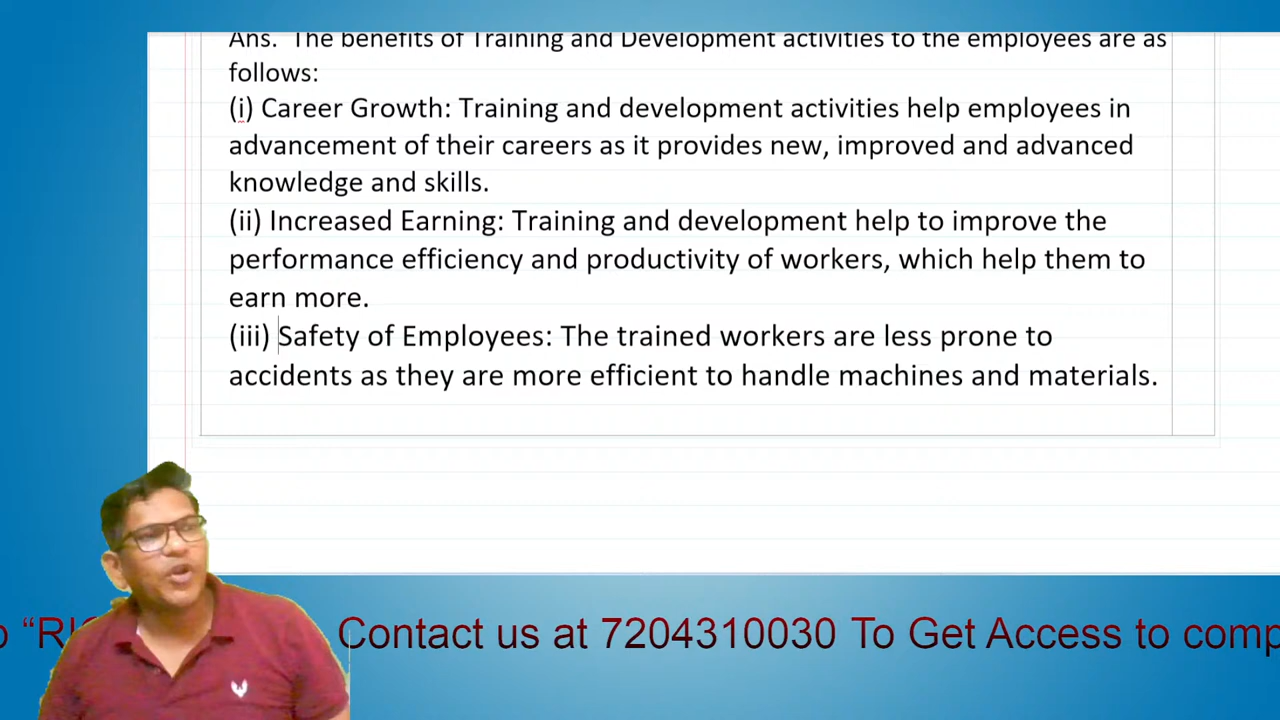 Ans. The benefits of Training and Development activities to the employees are as
follows:
(i) Career Growth: Training and development activities help employees in
advancement of their careers as it provides new, improved and advanced
knowledge and skills.
(ii) Increased Earning: Training and development help to improve the
performance efficiency and productivity of workers, which help them to
earn more.
(iii) Safety of Employees: The trained workers are less prone to
accidents as they are more efficient to handle machines and materials.
Contact us at 7204310030 To Get Access to